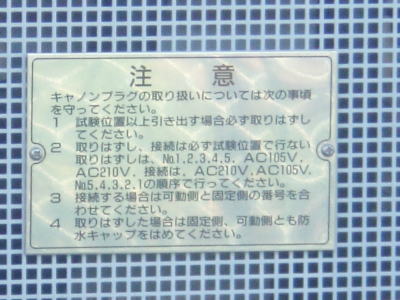 注意
キャノンプラグの取り扱いについては次の事項
を守ってください。
1 試験位置以上引き出す場合必ず取りはずし
てください。
2 取りはずし、接続は必ず試験位置で行ない
取りはずしは、№1.2.3.4.5. AC105V.
AC210V. 接続は、AC210V.AC105V.
№5.4.3.2.1の順序で行ってください。
3 接続する場合は可動側と固定側の番号を合
わせてください。
4 取りはずした場合は固定側、可動側とも防
水キャップをはめてください。